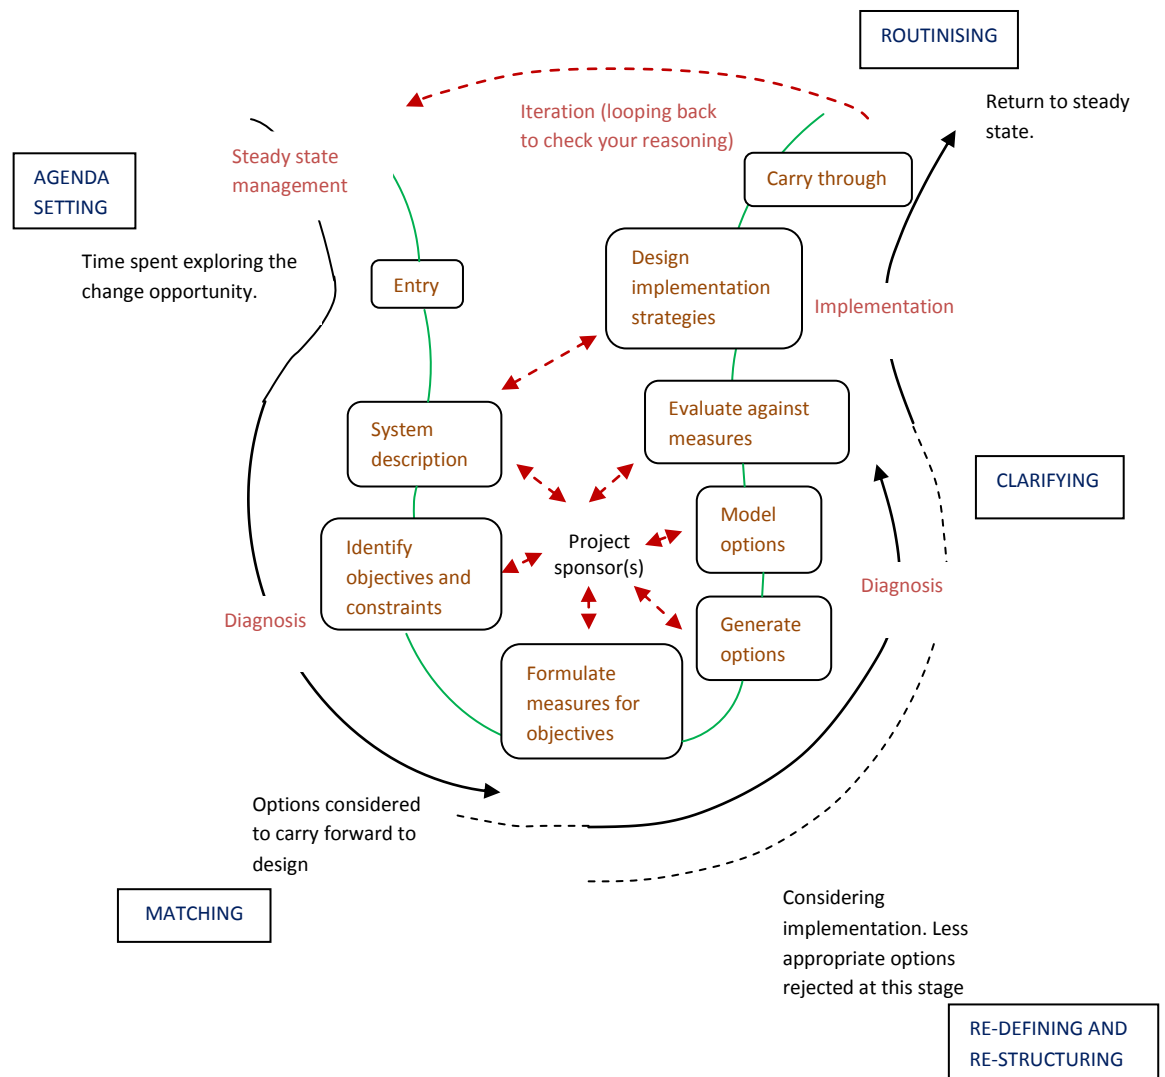 ROUTINISING
Return to steady
state.
Iteration (looping back
to check your reasoning)
Steady state
management
AGENDA
SETTING
Carry through
Time spent exploring the
change opportunity.
Entry
Design
implementation
strategies
Implementation
System
description
Evaluate against
measures
CLARIFYING
Identify
objectives and
constraints
Project
sponsor(s)
Model
options
Diagnosis
Diagnosis
Generate
options
Formulate
measures for
objectives
Options considered
to carry forward to
design
MATCHING
Considering
implementation. Less
appropriate options
rejected at this stage
RE-DEFINING AND
RE-STRUCTURING